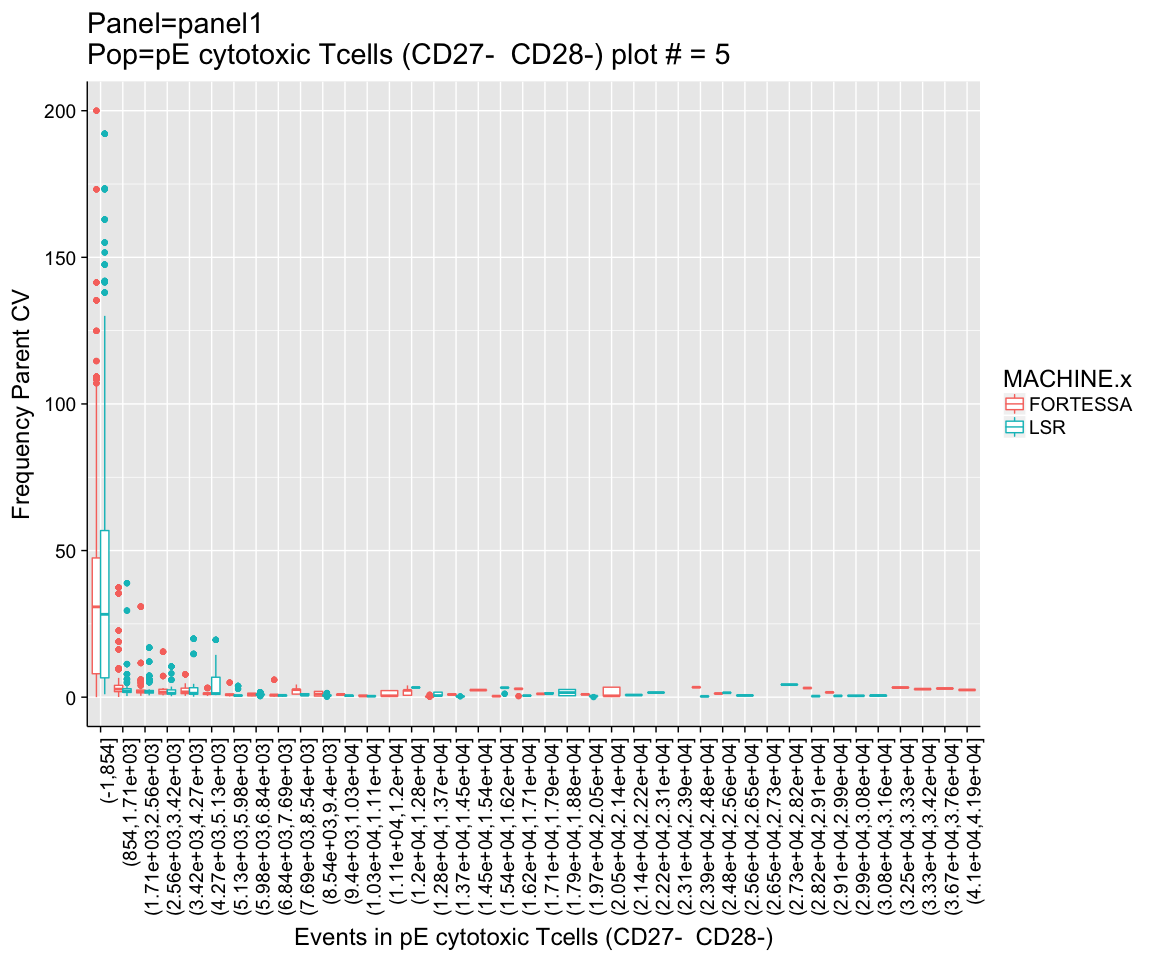 Panel=panel1
Pop=pE cytotoxic Tcells (CD27-  CD28-) plot # = 5
Frequency Parent CV
200
150
100
50
0
MACHINE.x
FORTESSA
LSR
(-1,854]
(854,1.71e+03]
(1.71e+03,2.56e+03]
(2.56e+03,3.42e+03]
(3.42e+03,4.27e+03]
(4.27e+03,5.13e+03]
(5.13e+03,5.98e+03]
(5.98e+03,6.84e+03]
(6.84e+03,7.69e+03]
(7.69e+03,8.54e+03]
(8.54e+03,9.4e+03]
(9.4e+03,1.03e+04]
(1.03e+04,1.11e+04]
(1.11e+04,1.2e+04]
(1.2e+04,1.28e+04]
(1.28e+04,1.37e+04]
(1.37e+04,1.45e+04]
(1.45e+04,1.54e+04]
(1.54e+04,1.62e+04]
(1.62e+04,1.71e+04]
(1.71e+04,1.79e+04]
(1.79e+04,1.88e+04]
(1.97e+04,2.05e+04]
(2.05e+04,2.14e+04]
(2.14e+04,2.22e+04]
(2.22e+04,2.31e+04]
(2.31e+04,2.39e+04]
(2.39e+04,2.48e+04]
(2.48e+04,2.56e+04]
(2.56e+04,2.65e+04]
(2.65e+04,2.73e+04]
(2.73e+04,2.82e+04]
(2.82e+04,2.91e+04]
(2.91e+04,2.99e+04]
(2.99e+04,3.08e+04]
(3.08e+04,3.16e+04]
(3.25e+04,3.33e+04]
(3.33e+04,3.42e+04]
(3.67e+04,3.76e+04]
(4.1e+04,4.19e+04]
Events in pE cytotoxic Tcells (CD27-  CD28-)